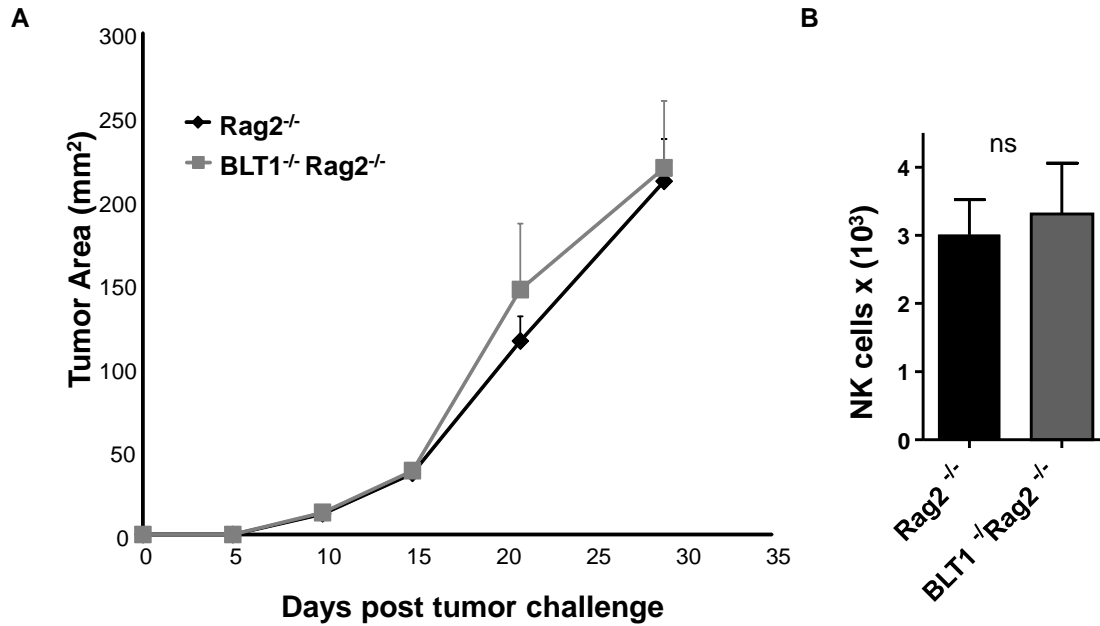 A
300
250
200
150
100
50
0
Tumor Area (mm²)
Rag2⁻/⁻
BLT1⁻/⁻ Rag2⁻/⁻
0 5 10 15 20 25 30 35
Days post tumor challenge
B
ns
4
3
2
1
0
NK cells x (10³)
Rag2 ⁻/⁻
BLT1 ⁻/⁻Rag2 ⁻/⁻